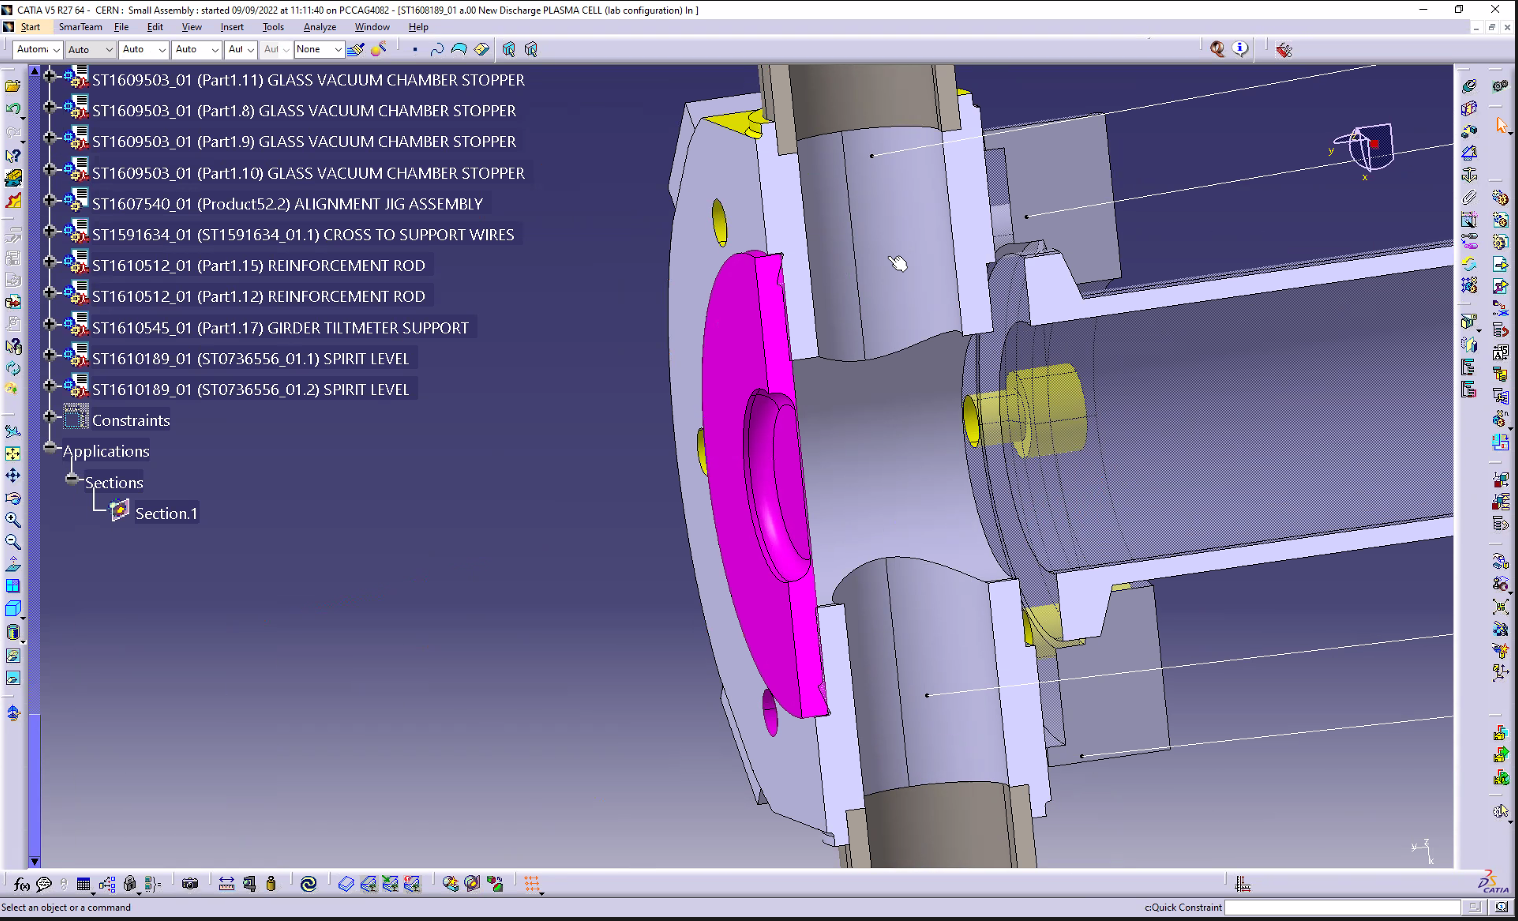 CATIA V5 R27 64 - CERN : Small Assembly : started 09/09/2022 at 11:11:40 on PCCAG4082 - [ST1608189_01 a.00 New Discharge PLASMA CELL (lab configuration) In ]
Start SmarTeam File Edit View Insert Tools Analyze Window Help
Autom Auto Auto Auto Aut Aut None
ST1609503_01 (Part1.11) GLASS VACUUM CHAMBER STOPPER
ST1609503_01 (Part1.8) GLASS VACUUM CHAMBER STOPPER
ST1609503_01 (Part1.9) GLASS VACUUM CHAMBER STOPPER
ST1609503_01 (Part1.10) GLASS VACUUM CHAMBER STOPPER
ST1607540_01 (Product52.2) ALIGNMENT JIG ASSEMBLY
ST1591634_01 (ST1591634_01.1) CROSS TO SUPPORT WIRES
ST1610512_01 (Part1.15) REINFORCEMENT ROD
ST1610512_01 (Part1.12) REINFORCEMENT ROD
ST1610545_01 (Part1.17) GIRDER TILTMETER SUPPORT
ST1610189_01 (ST0736556_01.1) SPIRIT LEVEL
ST1610189_01 (ST0736556_01.2) SPIRIT LEVEL
Constraints
Applications
Sections
Section.1
y
x
y z
x
f(x)
CATIA
Select an object or a command
c:Quick Constraint